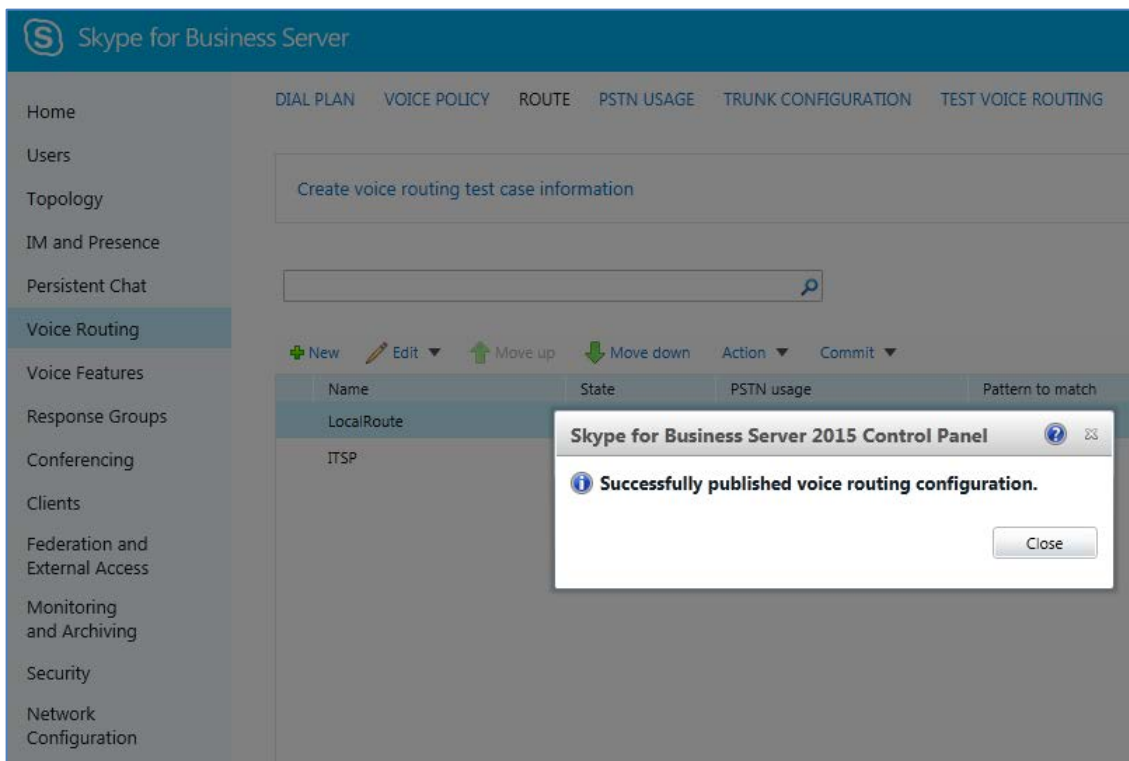 Skype for Business Server
Home
Users
Topology
IM and Presence
Persistent Chat
Voice Routing
Voice Features
Response Groups
Conferencing
Clients
Federation and
External Access
Monitoring
and Archiving
Security
Network
Configuration
DIAL PLAN VOICE POLICY ROUTE PSTN USAGE TRUNK CONFIGURATION TEST VOICE ROUTING
Create voice routing test case information
New Edit Move up Move down Action Commit
Name State PSTN usage Pattern to match
LocalRoute
ITSP
Skype for Business Server 2015 Control Panel
Successfully published voice routing configuration.
Close